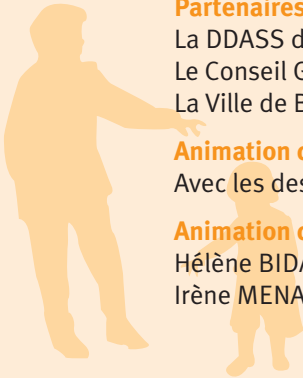 Partenaires
La DDASS d
Le Conseil G
La Ville de B
Animation d
Avec les des
Animation d
Hélène BIDA
Irène MENA